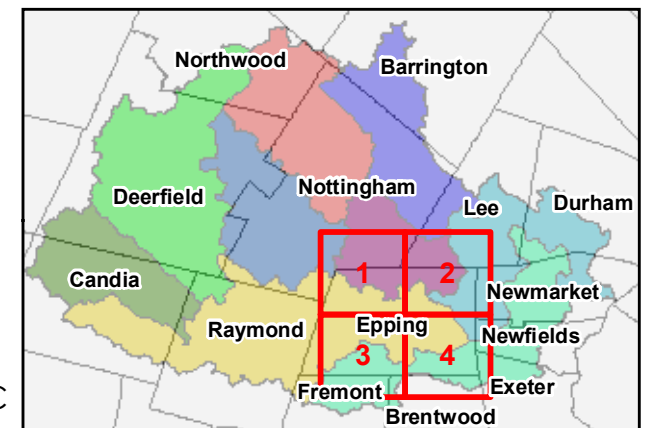 Northwood
Barrington
Nottingham
Deerfield
Lee
Durham
Candia
1
2
Newmarket
Raymond
Epping
Newfields
3
4
Fremont
Exeter
Brentwood
C